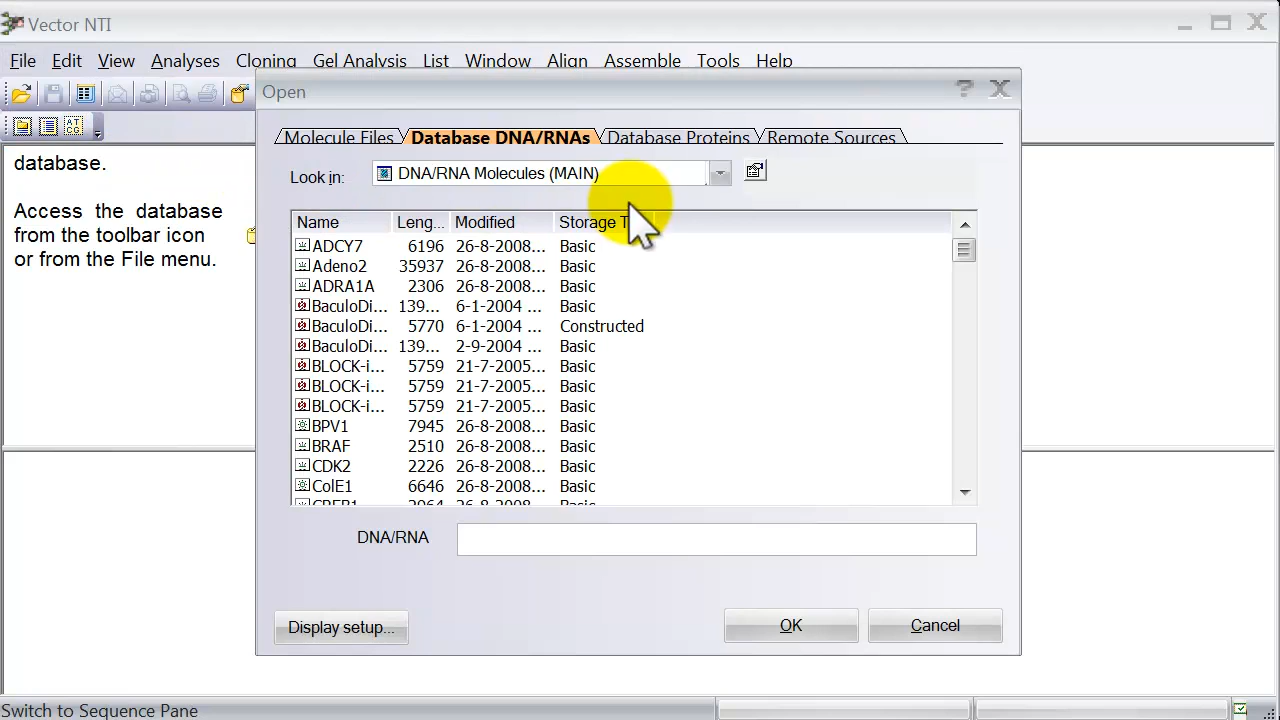 Vector NTI
File Edit View Analyses Cloning Gel Analysis List Window Align Assemble Tools Help
Open
Molecule Files Database DNA/RNAs Database Proteins Remote Sources
database.
Look in: DNA/RNA Molecules (MAIN)
Access the database
from the toolbar icon
or from the File menu.
Name Leng... Modified Storage T
ADCY7 6196 26-8-2008... Basic
Adeno2 35937 26-8-2008... Basic
ADRA1A 2306 26-8-2008... Basic
BaculoDi... 139... 6-1-2004 ... Basic
BaculoDi... 5770 6-1-2004 ... Constructed
BaculoDi... 139... 2-9-2004 ... Basic
BLOCK-i... 5759 21-7-2005... Basic
BLOCK-i... 5759 21-7-2005... Basic
BLOCK-i... 5759 21-7-2005... Basic
BPV1 7945 26-8-2008... Basic
BRAF 2510 26-8-2008... Basic
CDK2 2226 26-8-2008... Basic
ColE1 6646 26-8-2008... Basic
DNA/RNA
Display setup... OK Cancel
Switch to Sequence Pane